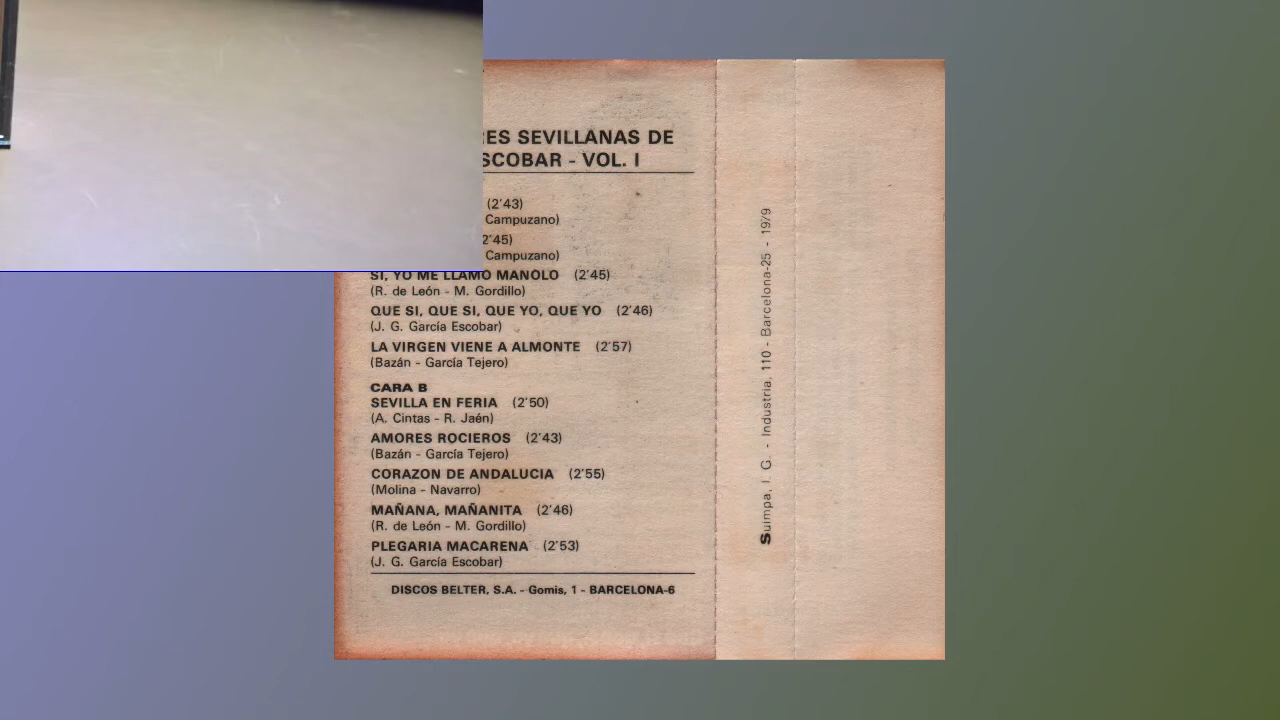 SEVILLANAS DE
VOL. I
(2'43)
Campuzano)
2'45)
Campuzano)
SI, YO ME LLAMO MANOLO (2'45)
(R. de León - M. Gordillo)
QUE SI, QUE SI, QUE YO, QUE YO (2'46)
(J. G. García Escobar)
LA VIRGEN VIENE A ALMONTE (2'57)
(Bazán - García Tejero)
CARA B
SEVILLA EN FERIA (2'50)
(A. Cintas - R. Jaén)
AMORES ROCIEROS (2'43)
(Bazán - García Tejero)
CORAZON DE ANDALUCIA (2'55)
(Molina - Navarro)
MAÑANA, MAÑANITA (2'46)
(R. de León - M. Gordillo)
PLEGARIA MACARENA (2'53)
(J. G. García Escobar)
DISCOS BELTER, S.A. - Gomis, 1 - BARCELONA-6
Suimpa, I. G. - Industria, 110 - Barcelona-25 - 1979